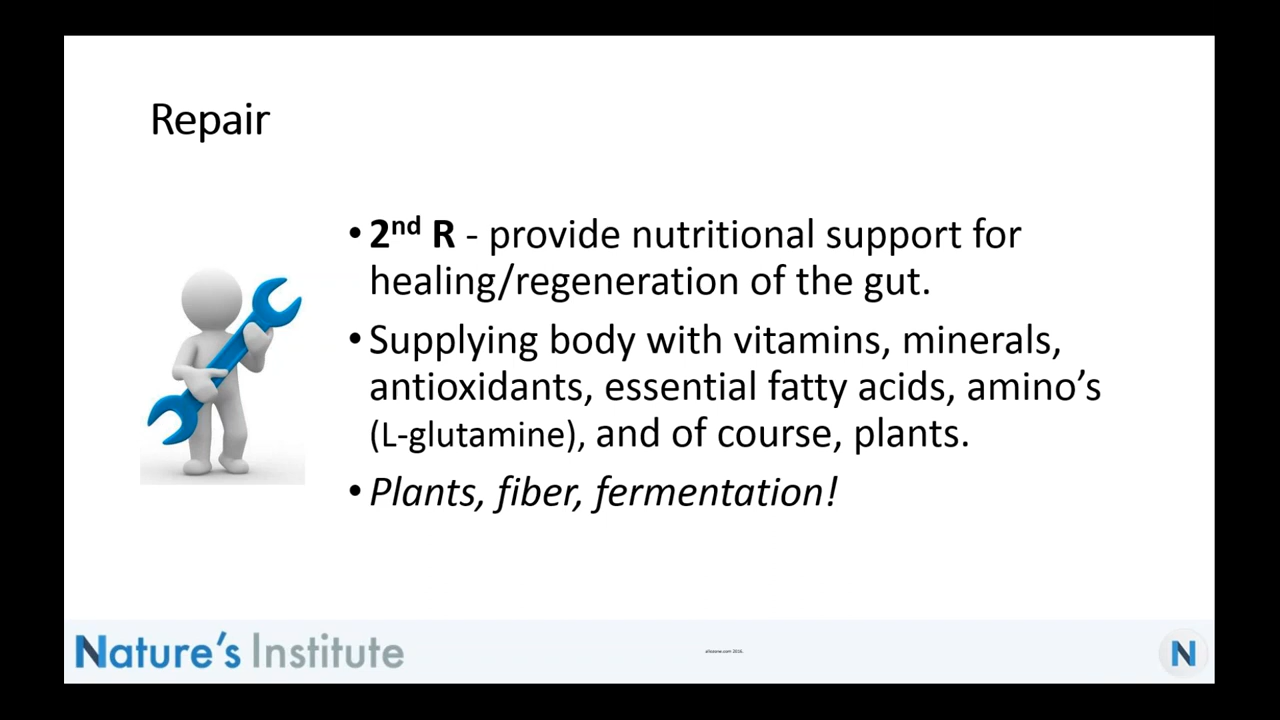 Repair
• 2nd R - provide nutritional support for
healing/regeneration of the gut.
• Supplying body with vitamins, minerals,
antioxidants, essential fatty acids, amino’s
(L-glutamine), and of course, plants.
• Plants, fiber, fermentation!
Nature’s Institute
2016.
N